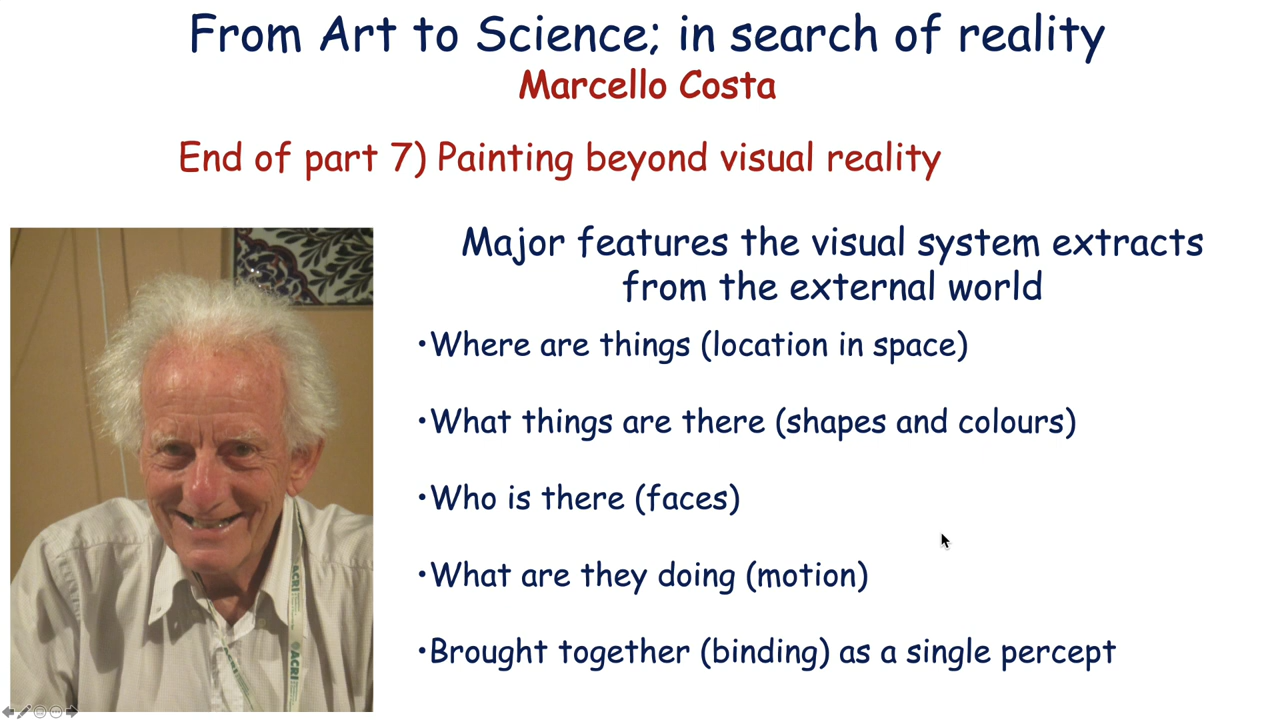 From Art to Science; in search of reality
Marcello Costa
End of part 7) Painting beyond visual reality
Major features the visual system extracts
from the external world
•Where are things (location in space)
•What things are there (shapes and colours)
•Who is there (faces)
•What are they doing (motion)
•Brought together (binding) as a single percept
ACRI
ACRI